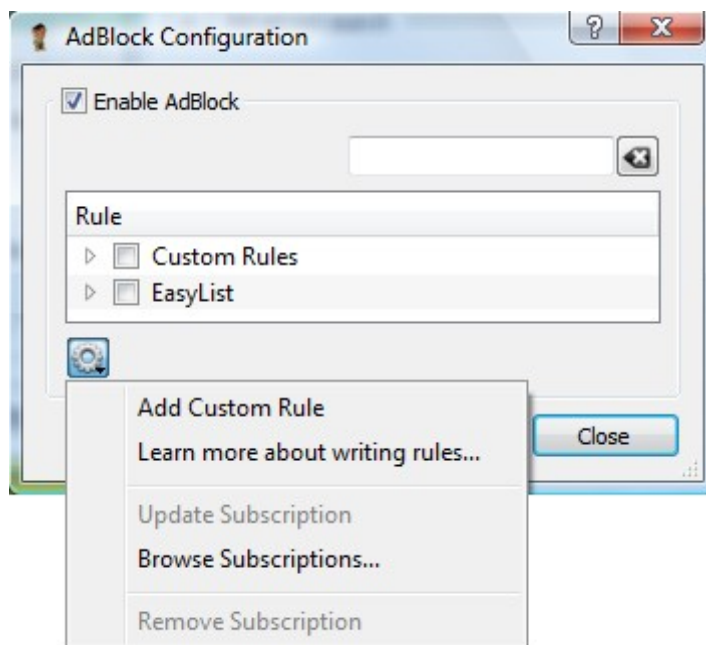 AdBlock Configuration
Enable AdBlock
Rule
Custom Rules
EasyList
Add Custom Rule
Learn more about writing rules...
Close
Update Subscription
Browse Subscriptions...
Remove Subscription